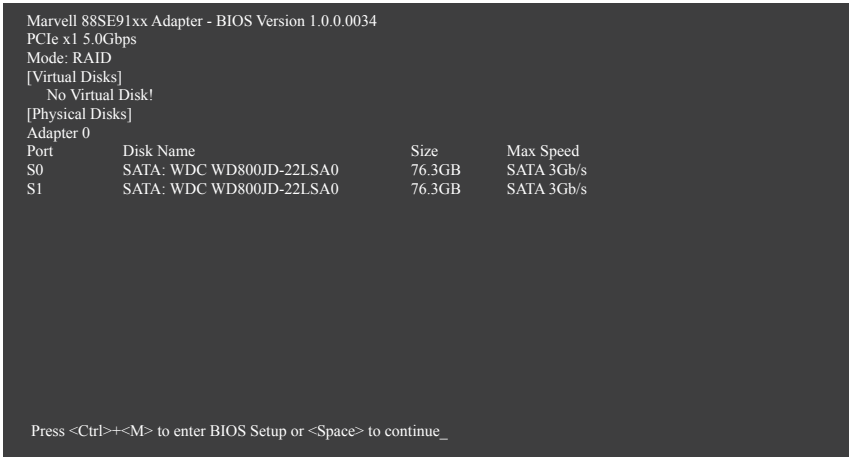 Marvell 88SE91xx Adapter - BIOS Version 1.0.0.0034
PCIe x1 5.0Gbps
Mode: RAID
[Virtual Disks]
No Virtual Disk!
[Physical Disks]
Adapter 0
Port Disk Name Size Max Speed
S0 SATA: WDC WD800JD-22LSA0 76.3GB SATA 3Gb/s
S1 SATA: WDC WD800JD-22LSA0 76.3GB SATA 3Gb/s
Press <Ctrl>+<M> to enter BIOS Setup or <Space> to continue_